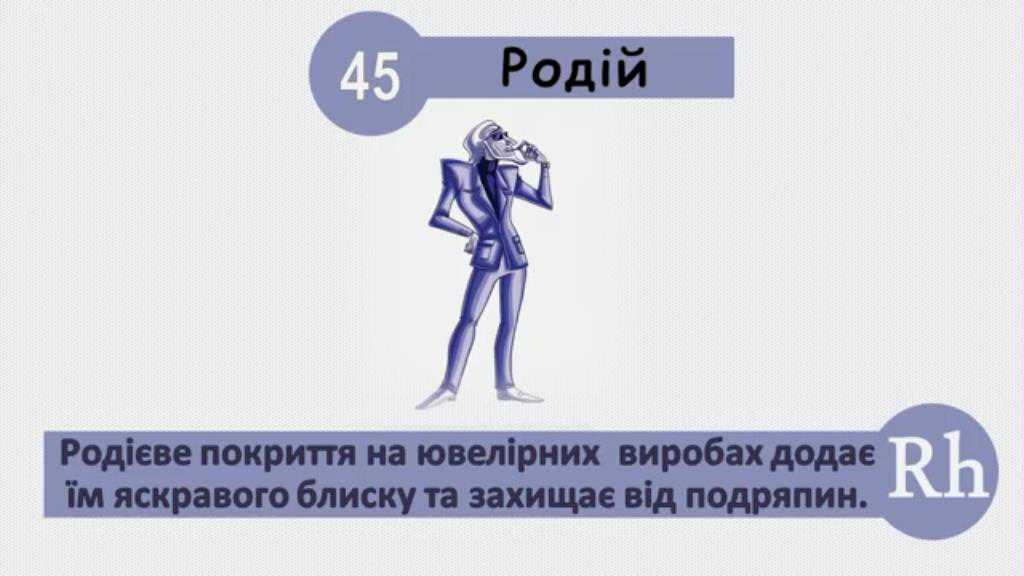 45 Родій
Родієве покриття на ювелірних виробах додає
їм яскравого блиску та захищає від подряпин.
Rh